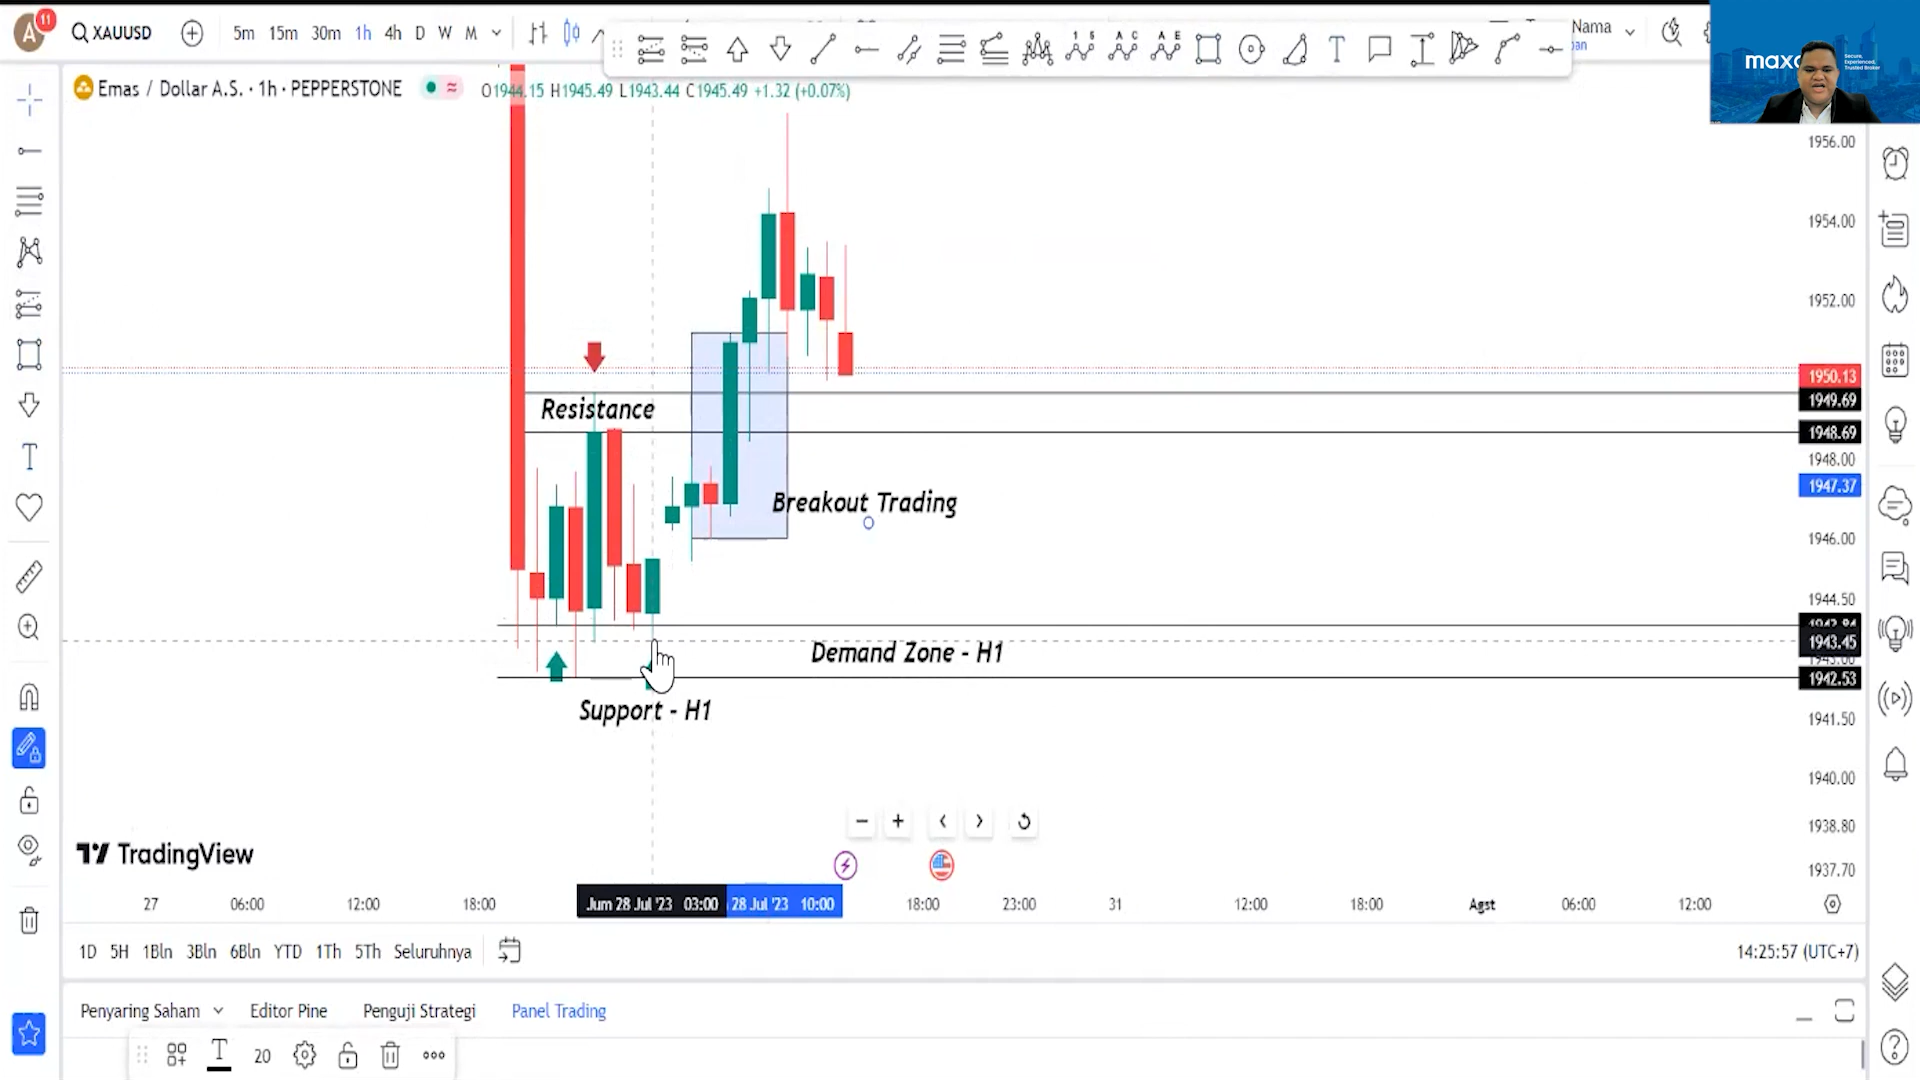 A 11 XAUUSD 5m 15m 30m 1h 4h D W M
Nama
Emas / Dollar A.S. · 1h · PEPPERSTONE O1944.15 H1945.49 L1943.44 C1945.49 +1.32 (+0.07%)
Secure, Experienced, Trusted Broker
1956.00
1954.00
1952.00
1950.13
1949.69
Resistance
1948.69
1948.00
1947.37
Breakout Trading
1946.00
1944.50
1943.45
Demand Zone - H1
1942.53
Support - H1
1941.50
1940.00
1938.80
TradingView
1937.70
27 06:00 12:00 18:00 Jum 28 Jul '23 03:00 28 Jul '23 10:00 18:00 23:00 31 12:00 18:00 Agst 06:00 12:00
1D 5H 1Bln 3Bln 6Bln YTD 1Th 5Th Seluruhnya 14:25:57 (UTC+7)
Penyaring Saham Editor Pine Penguji Strategi Panel Trading
T 20